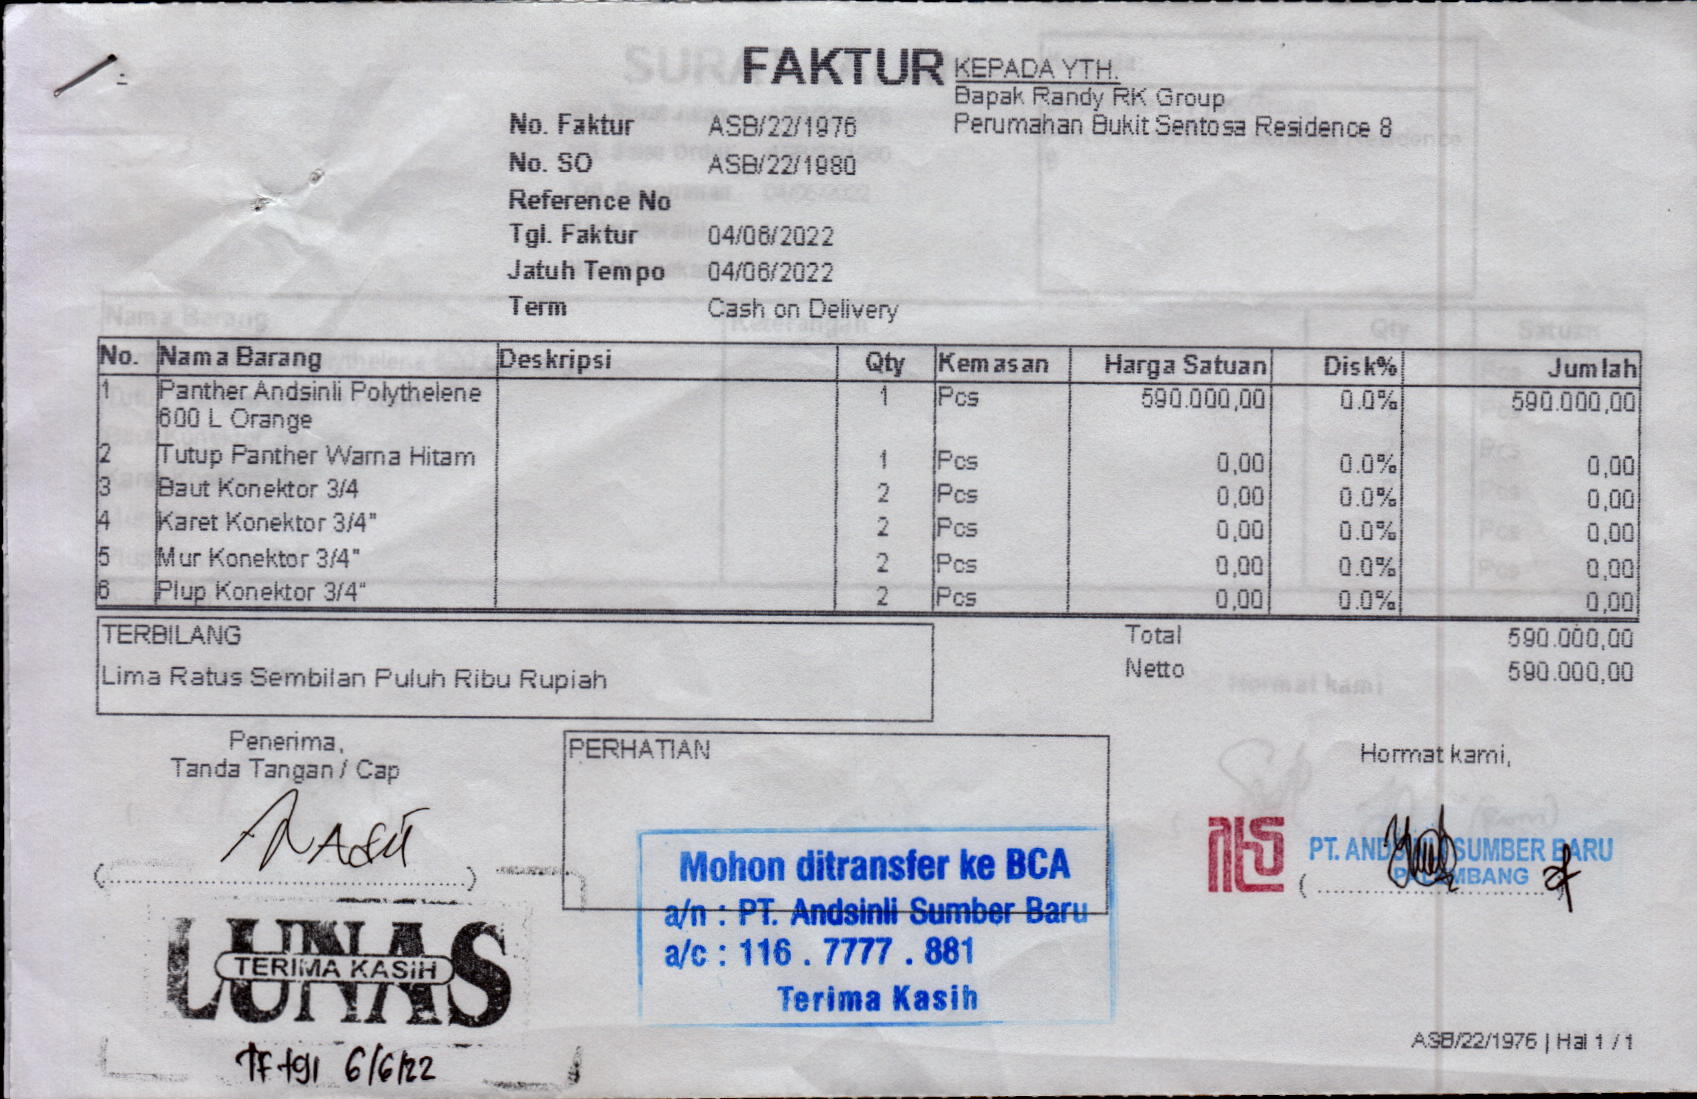 FAKTUR
KEPADA YTH.
Bapak Randy RK Group
Perumahan Bukit Sentosa Residence 8
No. Faktur ASB/22/1976
No. SO ASB/22/1980
Reference No
Tgl. Faktur 04/06/2022
Jatuh Tempo 04/06/2022
Term Cash on Delivery
No. Nama Barang Deskripsi Qty Kemasan Harga Satuan Disk% Jumlah
1 Panther Andsinli Polythelene 1 Pcs 590.000,00 0.0% 590.000,00
600 L Orange
2 Tutup Panther Warna Hitam 1 Pcs 0,00 0.0% 0,00
3 Baut Konektor 3/4 2 Pcs 0,00 0.0% 0,00
4 Karet Konektor 3/4" 2 Pcs 0,00 0.0% 0,00
5 Mur Konektor 3/4" 2 Pcs 0,00 0.0% 0,00
6 Plup Konektor 3/4" 2 Pcs 0,00 0.0% 0,00
TERBILANG
Lima Ratus Sembilan Puluh Ribu Rupiah
Total 590.000,00
Netto 590.000,00
Penerima,
Tanda Tangan / Cap
PERHATIAN
Hormat kami,
Mohon ditransfer ke BCA
a/n : PT. Andsinli Sumber Baru
a/c : 116 . 7777 . 881
Terima Kasih
PT. ANDSINLI SUMBER BARU
PALEMBANG
LUNAS
TERIMA KASIH
TF tgl 6/6/22
ASB/22/1976 | Hal 1 / 1